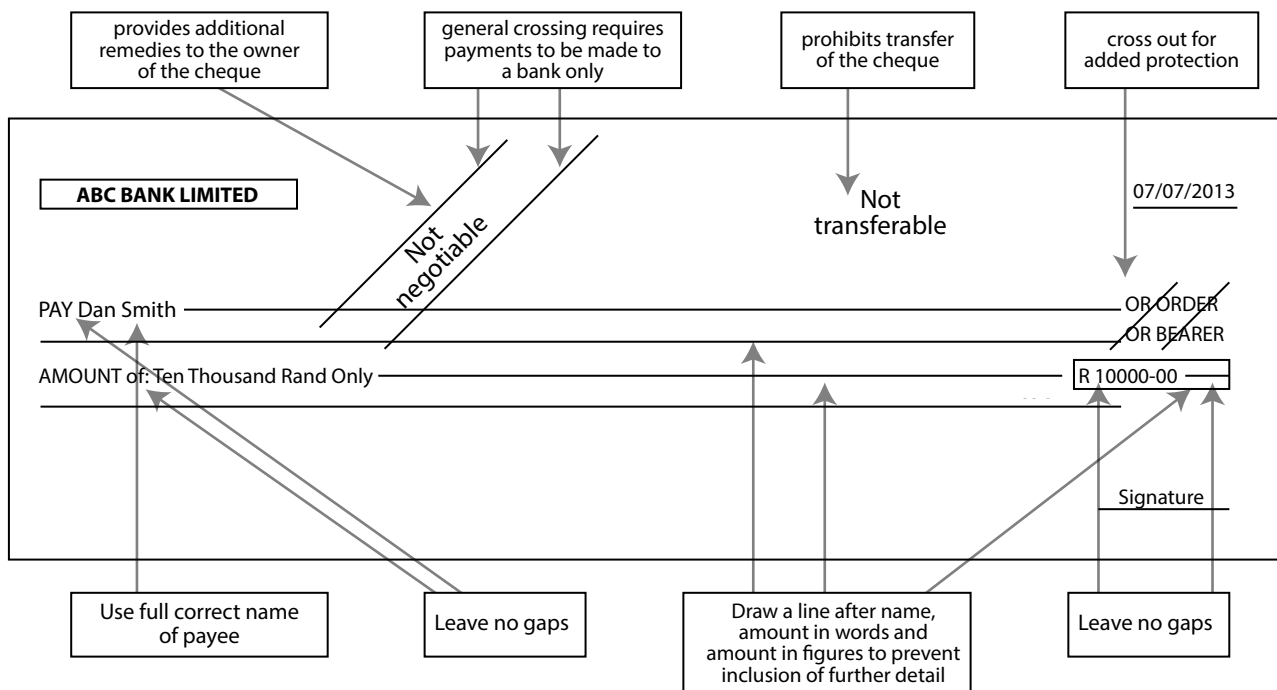 provides additional
remedies to the owner
of the cheque
general crossing requires
payments to be made to
a bank only
prohibits transfer
of the cheque
cross out for
added protection
ABC BANK LIMITED
Not
negotiable
Not
transferable
07/07/2013
PAY Dan Smith
OR ORDER
OR BEARER
AMOUNT of: Ten Thousand Rand Only
R 10000-00
Signature
Use full correct name
of payee
Leave no gaps
Draw a line after name,
amount in words and
amount in figures to prevent
inclusion of further detail
Leave no gaps